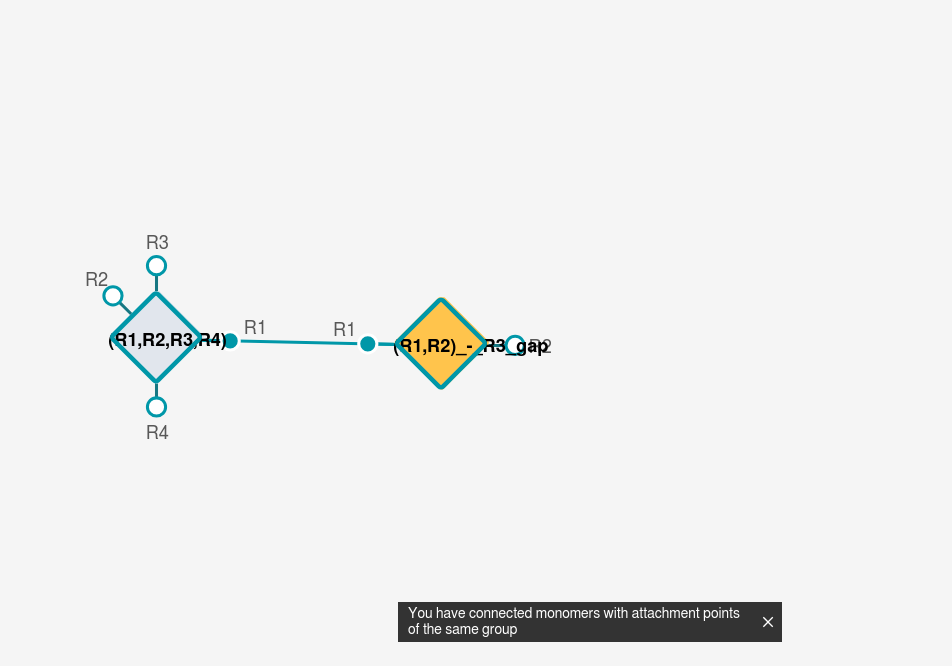 R3
R2
(R1,R2,R3,R4)
R1
R1
(R1,R2)_-_R3_gap
R2
R4
You have connected monomers with attachment points
of the same group